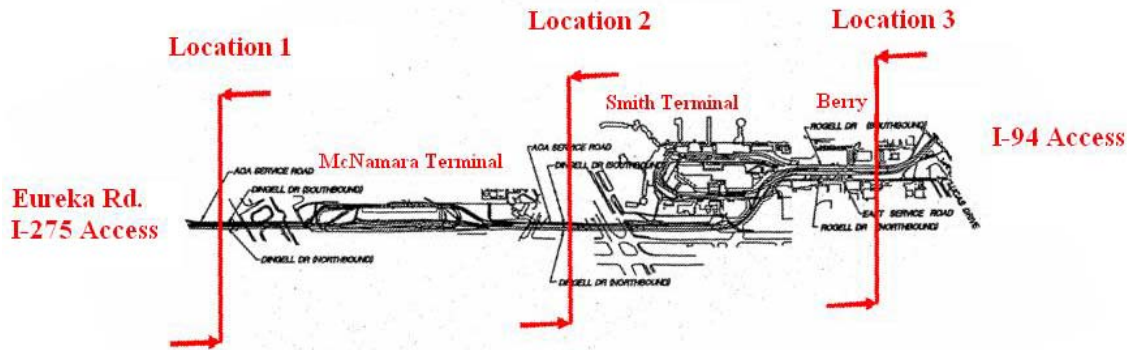 Location 1
Location 2
Location 3
Smith Terminal
Berry
ROGELL DR (SOUTHBOUND)
I-94 Access
McNamara Terminal
AOA SERVICE ROAD
DINGELL DR (SOUTHBOUND)
AOA SERVICE ROAD
DINGELL DR (SOUTHBOUND)
Eureka Rd.
I-275 Access
LUCAS DRIVE
EAST SERVICE ROAD
ROGELL DR (NORTHBOUND)
DINGELL DR (NORTHBOUND)
DINGELL DR (NORTHBOUND)